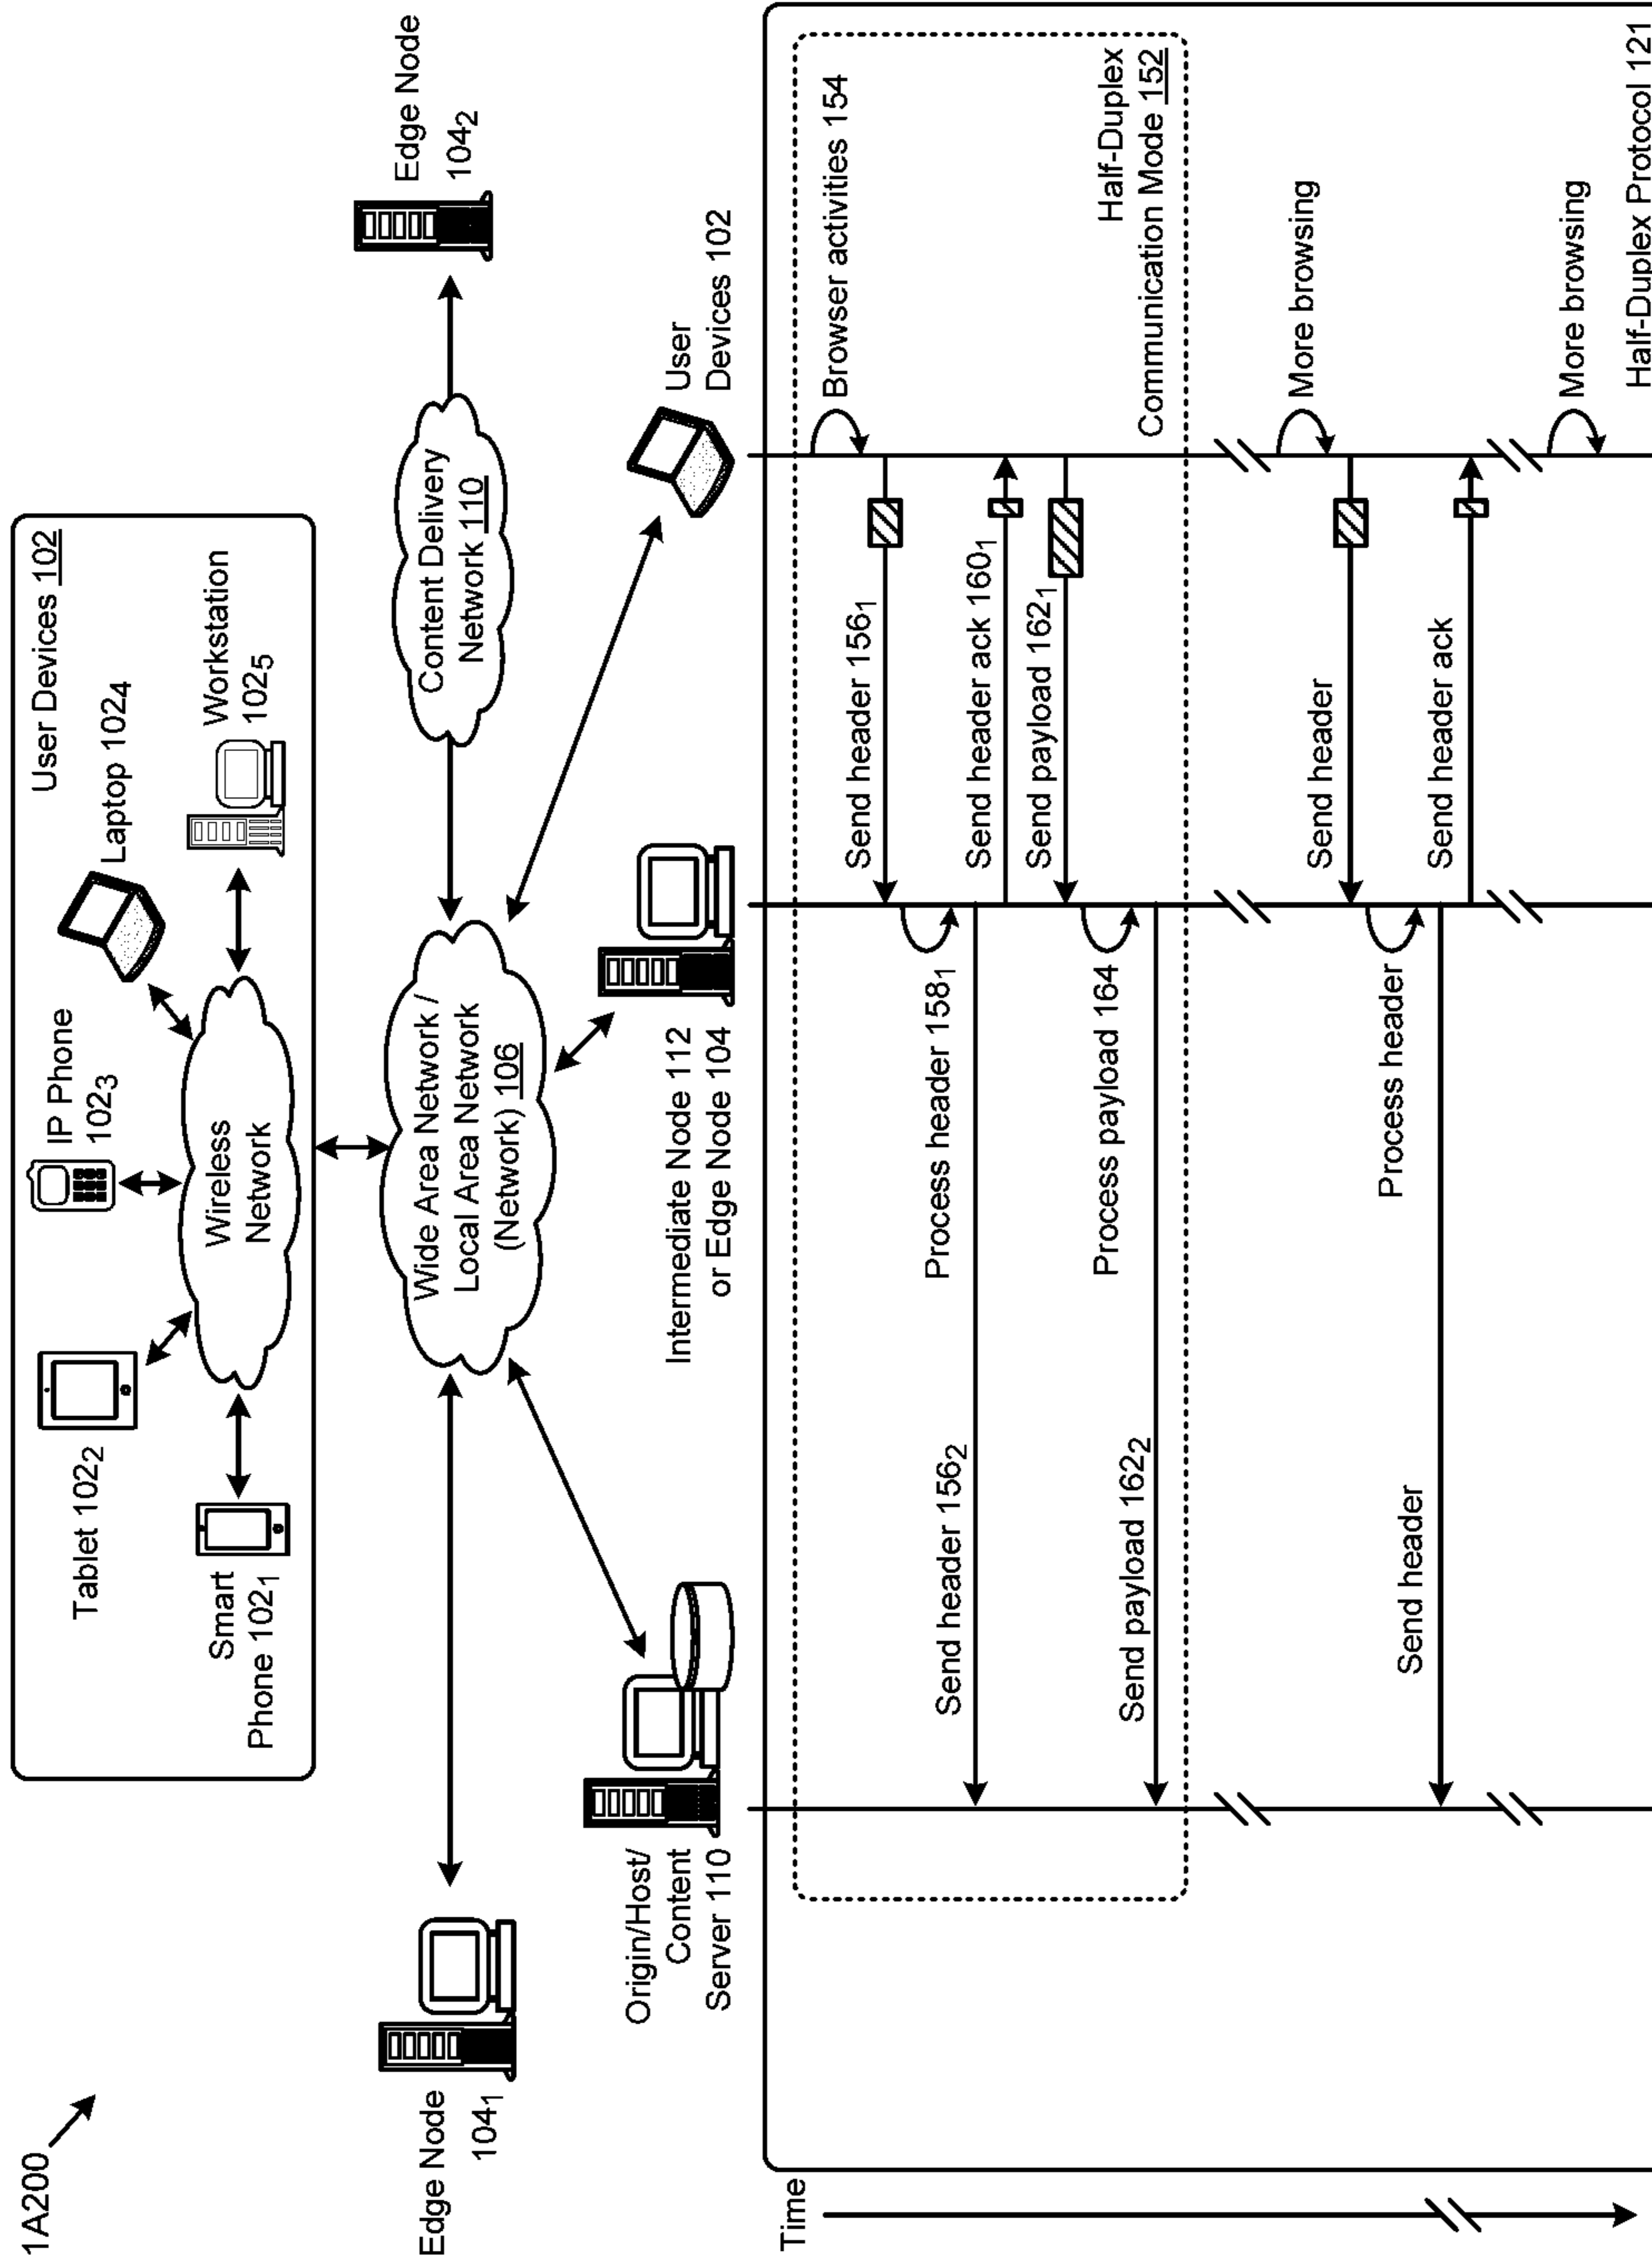 1A200
User Devices 102
Tablet 102₂
IP Phone
102₃
Laptop 102₄
Smart
Phone 102₁
Wireless
Network
Workstation
102₅
Edge Node
104₁
Wide Area Network /
Local Area Network
(Network) 106
Content Delivery
Network 110
Edge Node
104₂
Origin/Host/
Content
Server 110
Intermediate Node 112
or Edge Node 104
User
Devices 102
Time
Browser activities 154
Send header 156₁
Process header 158₁
Send header 156₂
Send header ack 160₁
Send payload 162₁
Process payload 164
Send payload 162₂
Half-Duplex
Communication Mode 152
More browsing
Send header
Process header
Send header
Send header ack
More browsing
Half-Duplex Protocol 121